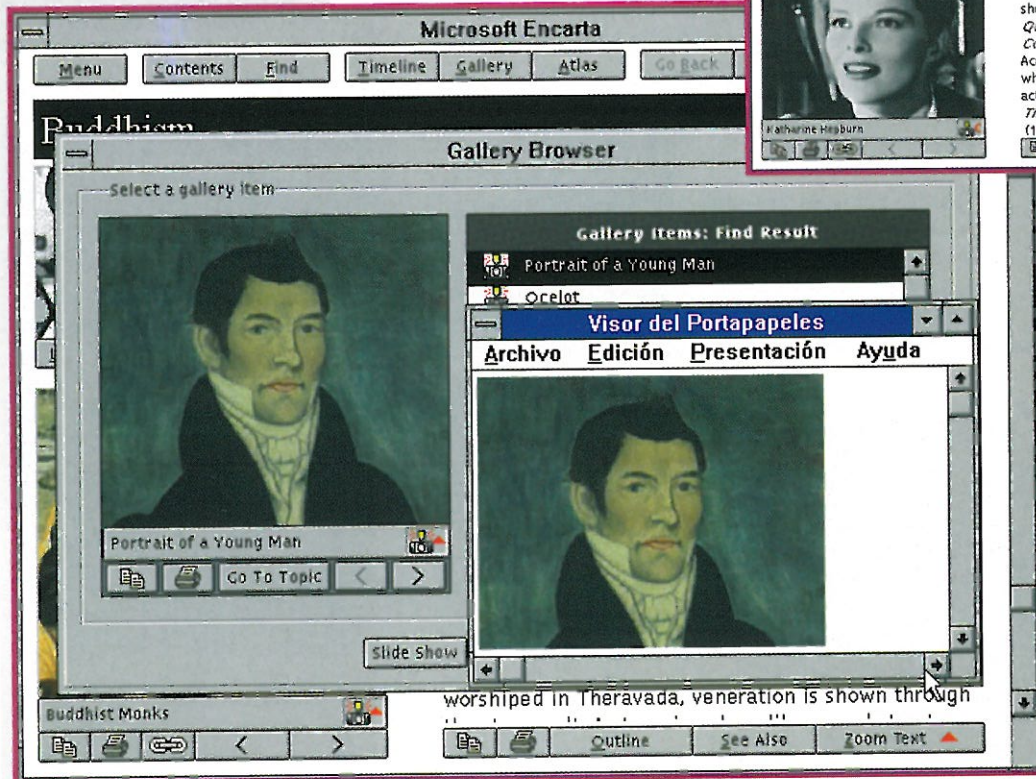 Microsoft Encarta
Menu Contents Find Timeline Gallery Atlas Go Back
Buddhism
Gallery Browser
Select a gallery item
Gallery Items: Find Result
Portrait of a Young Man
Ocelot
Portrait of a Young Man
Go To Topic
Slide Show
Visor del Portapapeles
Archivo Edición Presentación Ayuda
worshiped in Theravada, veneration is shown through
Buddhist Monks
Outline See Also Zoom Text
Katharine Hepburn